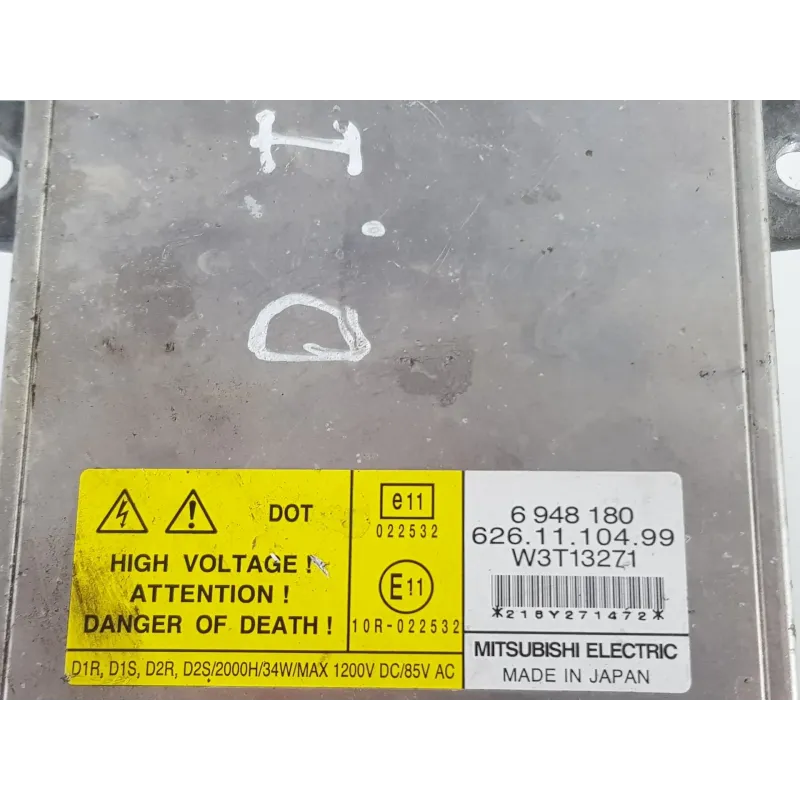 D.I
DOT
HIGH VOLTAGE !
ATTENTION !
DANGER OF DEATH !
D1R, D1S, D2R, D2S/2000H/34W/MAX 1200V DC/85V AC
e11
022532
E11
10R-022532
6 948 180
626.11.104.99
W3T13271
*218Y271472*
MITSUBISHI ELECTRIC
MADE IN JAPAN